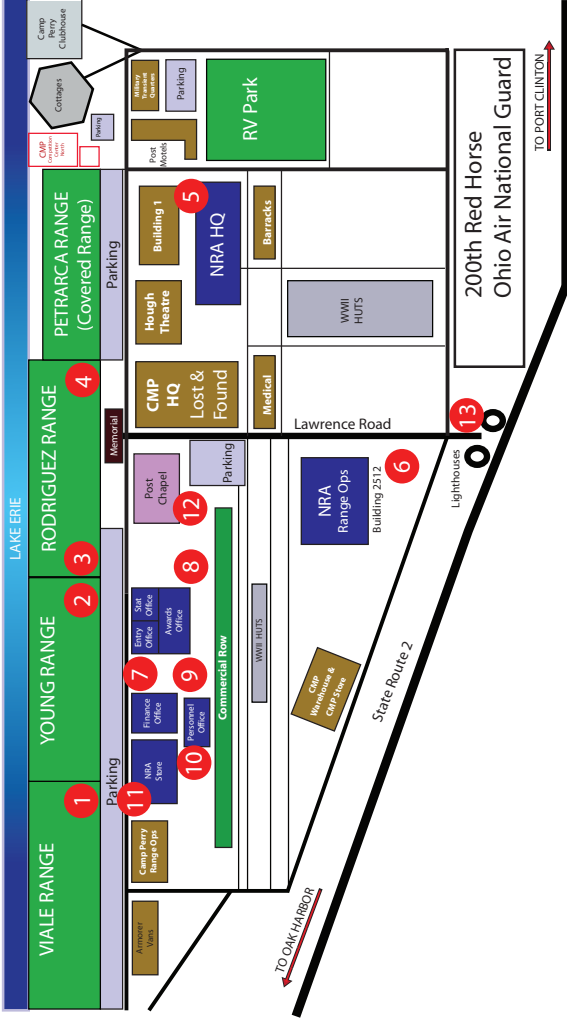 LAKE ERIE
VIALE RANGE
YOUNG RANGE
RODRIGUEZ RANGE
PETRARCA RANGE
(Covered Range)
CMP
Competition
Center
North
Cottages
Camp
Perry
Clubhouse
1
2
3
4
Parking
Memorial
Parking
Parking
11
Armorer
Vans
Camp Perry
Range Ops
NRA
Store
Finance
Office
7
Entry
Office
Stat
Office
Awards
Office
Personnel
Office
10
9
8
Post
Chapel
12
Parking
CMP
HQ
Lost &
Found
Hough
Theatre
Building 1
5
NRA HQ
Post
Motels
Military
Transient
Quarters
Parking
RV Park
Commercial Row
WWII HUTS
Medical
Barracks
WWII
HUTS
Lawrence Road
NRA
Range Ops
Building 2512
6
CMP
Warehouse &
CMP Store
Lighthouses
13
200th Red Horse
Ohio Air National Guard
State Route 2
TO OAK HARBOR
TO PORT CLINTON